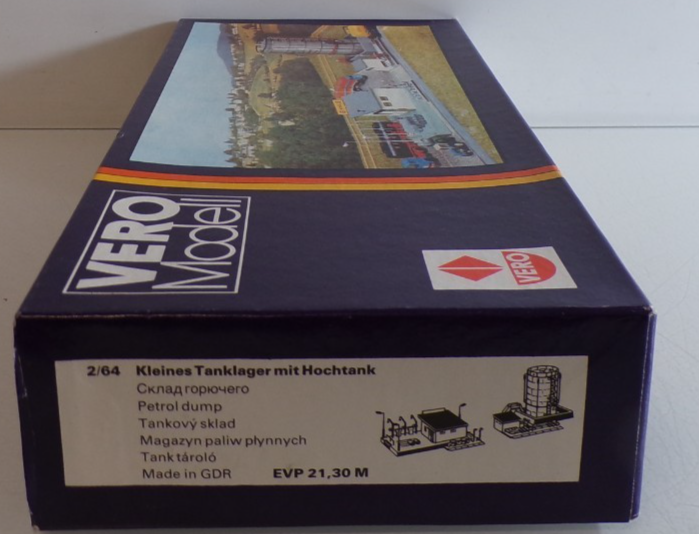 VERO
Modell
VERO
2/64 Kleines Tanklager mit Hochtank
Склад горючего
Petrol dump
Tankový sklad
Magazyn paliw płynnych
Tank tároló
Made in GDR EVP 21,30 M